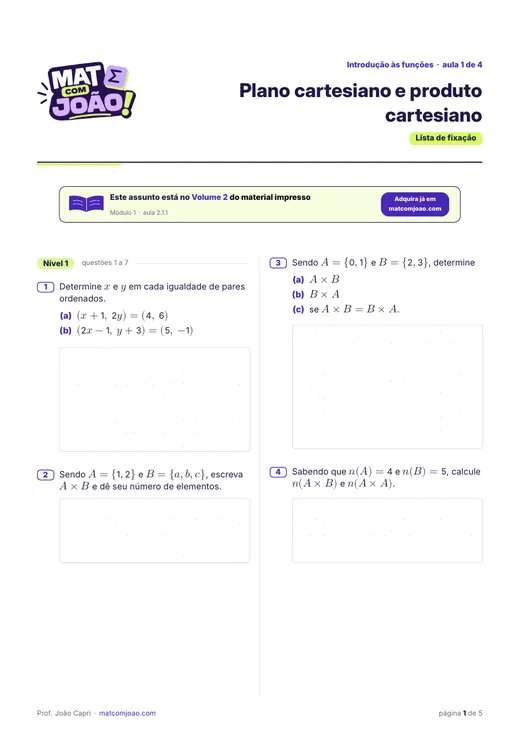 MAT
COM
JOÃO!
Σ
Introdução às funções · aula 1 de 4
Plano cartesiano e produto
cartesiano
Lista de fixação
Este assunto está no Volume 2 do material impresso
Módulo 1 · aula 2.1.1
Adquira já em
matcomjoao.com
Nível 1 questões 1 a 7
1 Determine x e y em cada igualdade de pares
ordenados.
(a) (x + 1, 2y) = (4, 6)
(b) (2x − 1, y + 3) = (5, −1)
2 Sendo A = {1, 2} e B = {a, b, c}, escreva
A × B e dê seu número de elementos.
3 Sendo A = {0, 1} e B = {2, 3}, determine
(a) A × B
(b) B × A
(c) se A × B = B × A.
4 Sabendo que n(A) = 4 e n(B) = 5, calcule
n(A × B) e n(A × A).
Prof. João Capri · matcomjoao.com
página 1 de 5